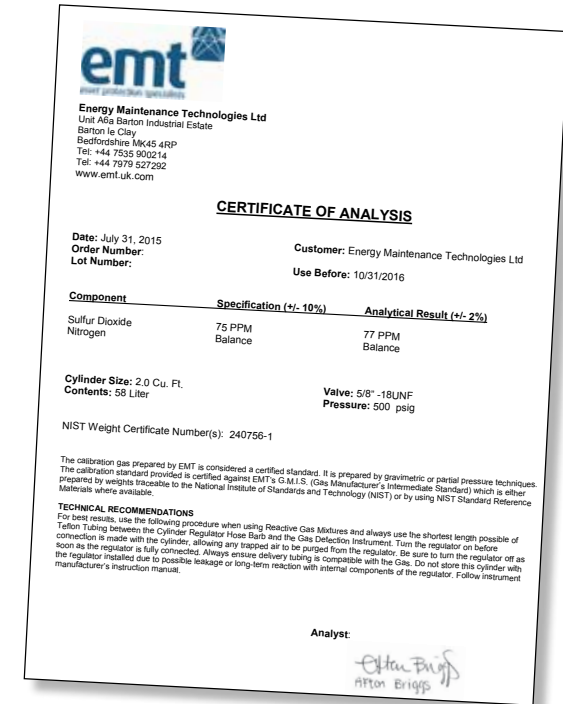 emt
asset protection specialists
Energy Maintenance Technologies Ltd
Unit A6a Barton Industrial Estate
Barton le Clay
Bedfordshire MK45 4RP
Tel: +44 7535 900214
Tel: +44 7979 527292
www.emt.uk.com
CERTIFICATE OF ANALYSIS
Date: July 31, 2015
Customer: Energy Maintenance Technologies Ltd
Order Number:
Lot Number:
Use Before: 10/31/2016
Component Specification (+/- 10%) Analytical Result (+/- 2%)
Sulfur Dioxide 75 PPM 77 PPM
Nitrogen Balance Balance
Cylinder Size: 2.0 Cu. Ft. Valve: 5/8" -18UNF
Contents: 58 Liter Pressure: 500 psig
NIST Weight Certificate Number(s): 240756-1
The calibration gas prepared by EMT is considered a certified standard. It is prepared by gravimetric or partial pressure techniques.
The calibration standard provided is certified against EMT's G.M.I.S. (Gas Manufacturer's Intermediate Standard) which is either
prepared by weights traceable to the National Institute of Standards and Technology (NIST) or by using NIST Standard Reference
Materials where available.
TECHNICAL RECOMMENDATIONS
For best results, use the following procedure when using Reactive Gas Mixtures and always use the shortest length possible of
Teflon Tubing between the Cylinder Regulator Hose Barb and the Gas Detection Instrument. Turn the regulator on before
connection is made with the cylinder, allowing any trapped air to be purged from the regulator. Be sure to turn the regulator off as
soon as the regulator is fully connected. Always ensure delivery tubing is compatible with the Gas. Do not store this cylinder with
the regulator installed due to possible leakage or long-term reaction with internal components of the regulator. Follow instrument
manufacturer's instruction manual.
Analyst:
Afton Briggs
Afton Briggs